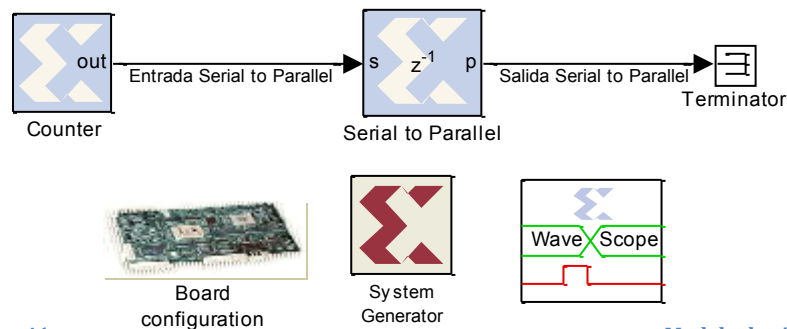 out
Entrada Serial to Parallel
s
z-1
p
Salida Serial to Parallel
Counter
Serial to Parallel
Terminator
Wave Scope
Board
configuration
System
Generator